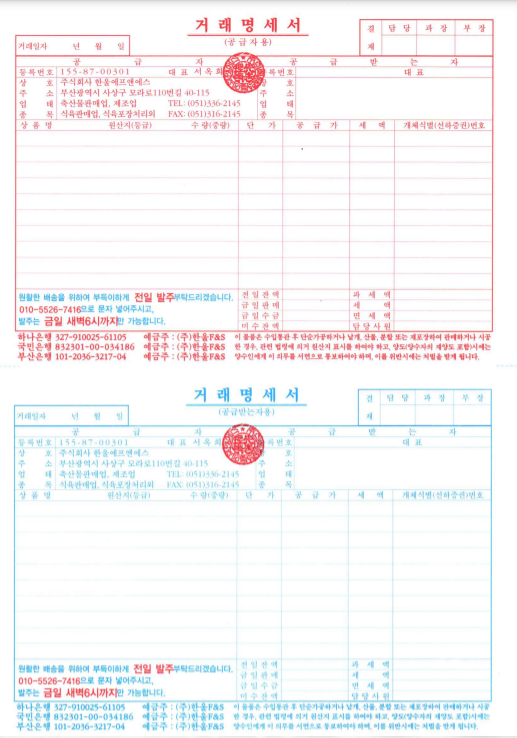 거래명세서
(공급자용)
결 담당 과장 부장
재
거래일자 년 월 일
공급자 공급받는자
등록번호 155-87-00301 대표 서옥희 등록번호 대표
상호 주식회사 한울에프앤에스 상호
주소 부산광역시 사상구 모라로110번길 40-115 주소
업태 축산물판매업, 제조업 TEL: (051)336-2145 업태
종목 식육판매업, 식육포장처리외 FAX: (051)316-2145 종목
상품명 원산지(등급) 수량(중량) 단가 공급가 세액 개체식별(선하증권)번호
원활한 배송을 위하여 부득이하게 전일 발주부탁드리겠습니다.
010-5526-7416으로 문자 넣어주시고,
발주는 금일 새벽6시까지만 가능합니다.
전일잔액 과세액
금일판매 세액
금일수금 면세액
미수잔액 담당사원
하나은행 327-910025-61105 예금주 : (주)한울F&S
국민은행 832301-00-034186 예금주 : (주)한울F&S
부산은행 101-2036-3217-04 예금주 : (주)한울F&S
이 물품은 수입통관 후 단순가공하거나 낱개, 산물, 분할 또는 재포장하여 판매하거나 시공
한 경우, 관련 법령에 의거 원산지 표시를 하여야 하고, 양도(양수자의 재양도 포함)시에는
양수인에게 이 의무를 서면으로 통보하여야 하며, 이를 위반시에는 처벌을 받게 됩니다.
거래명세서
(공급받는자용)
결 담당 과장 부장
재
거래일자 년 월 일
공급자 공급받는자
등록번호 155-87-00301 대표 서옥희 등록번호 대표
상호 주식회사 한울에프앤에스 상호
주소 부산광역시 사상구 모라로110번길 40-115 주소
업태 축산물판매업, 제조업 TEL: (051)336-2145 업태
종목 식육판매업, 식육포장처리외 FAX: (051)316-2145 종목
상품명 원산지(등급) 수량(중량) 단가 공급가 세액 개체식별(선하증권)번호
원활한 배송을 위하여 부득이하게 전일 발주부탁드리겠습니다.
010-5526-7416으로 문자 넣어주시고,
발주는 금일 새벽6시까지만 가능합니다.
전일잔액 과세액
금일판매 세액
금일수금 면세액
미수잔액 담당사원
하나은행 327-910025-61105 예금주 : (주)한울F&S
국민은행 832301-00-034186 예금주 : (주)한울F&S
부산은행 101-2036-3217-04 예금주 : (주)한울F&S
이 물품은 수입통관 후 단순가공하거나 낱개, 산물, 분할 또는 재포장하여 판매하거나 시공
한 경우, 관련 법령에 의거 원산지 표시를 하여야 하고, 양도(양수자의 재양도 포함)시에는
양수인에게 이 의무를 서면으로 통보하여야 하며, 이를 위반시에는 처벌을 받게 됩니다.